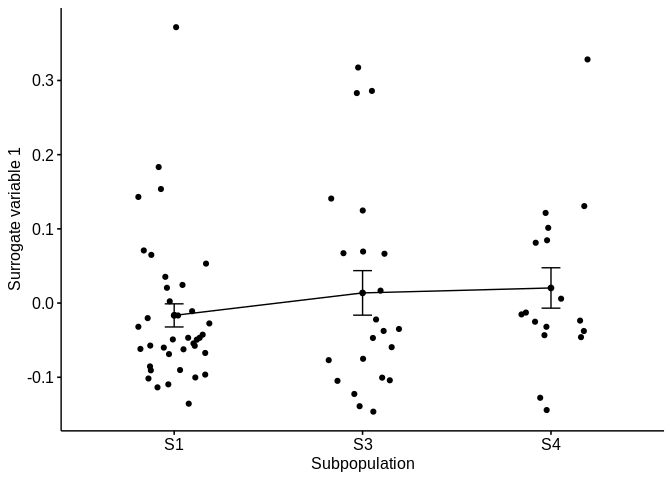 Surrogate variable 1
0.3
0.2
0.1
0.0
-0.1
S1 S3 S4
Subpopulation